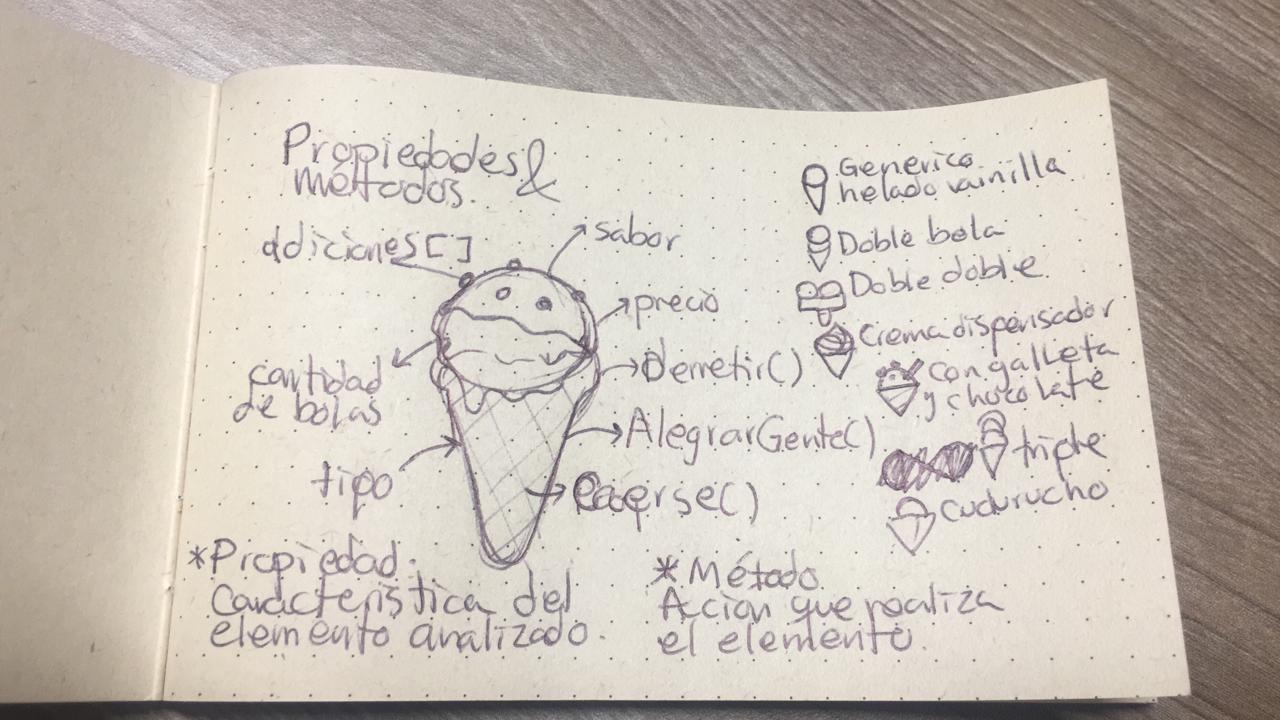 Propiedades &
métodos.
adiciones[]
sabor
precio
cantidad
de bolas
Derretir()
AlegrarGente()
tipo
Caerse()
*Propiedad.
Característica del
elemento analizado.
*Método.
Acción que realiza
el elemento.
Generico
helado vainilla
Doble bola
Doble doble
Crema dispensador
Con galleta
y chocolate
triple
Cucurucho